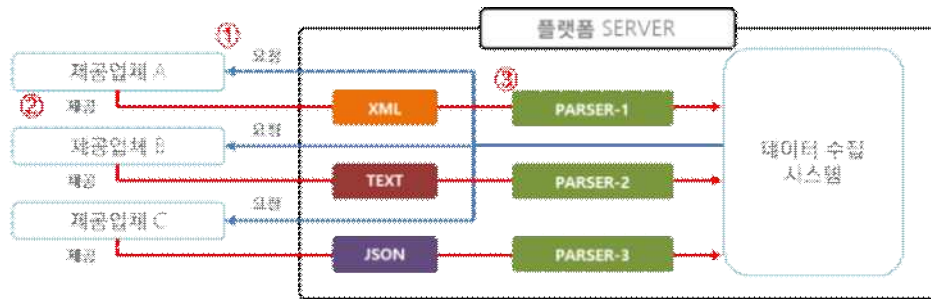 플랫폼 SERVER
①
요청
제공업체 A
②
제공
XML
③
PARSER-1
요청
제공업체 B
제공
TEXT
PARSER-2
데이터 수집
시스템
요청
제공업체 C
제공
JSON
PARSER-3